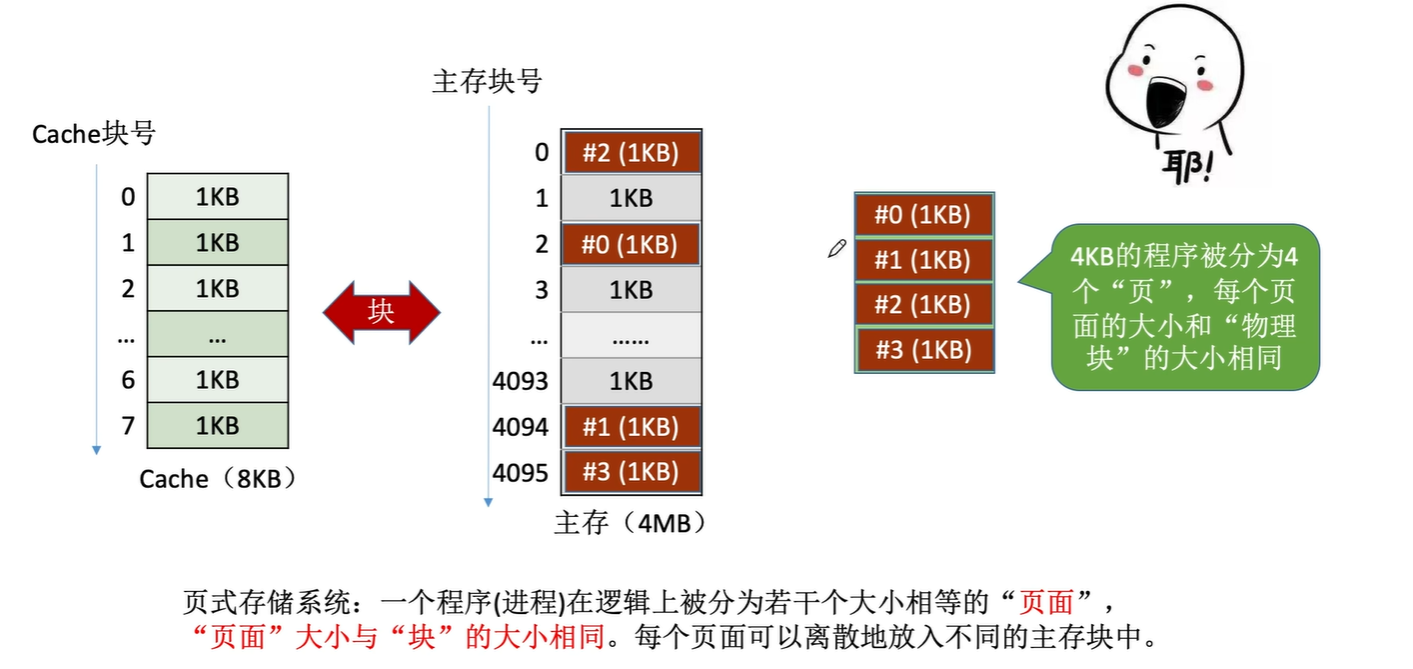 主存块号
Cache块号
0 1KB
1 1KB
2 1KB
... ...
6 1KB
7 1KB
Cache（8KB）
块
0 #2 (1KB)
1 1KB
2 #0 (1KB)
3 1KB
... ......
4093 1KB
4094 #1 (1KB)
4095 #3 (1KB)
主存（4MB）
#0 (1KB)
#1 (1KB)
#2 (1KB)
#3 (1KB)
耶!
4KB的程序被分为4
个“页”，每个页
面的大小和“物理
块”的大小相同
页式存储系统：一个程序(进程)在逻辑上被分为若干个大小相等的“页面”，
“页面”大小与“块”的大小相同。每个页面可以离散地放入不同的主存块中。